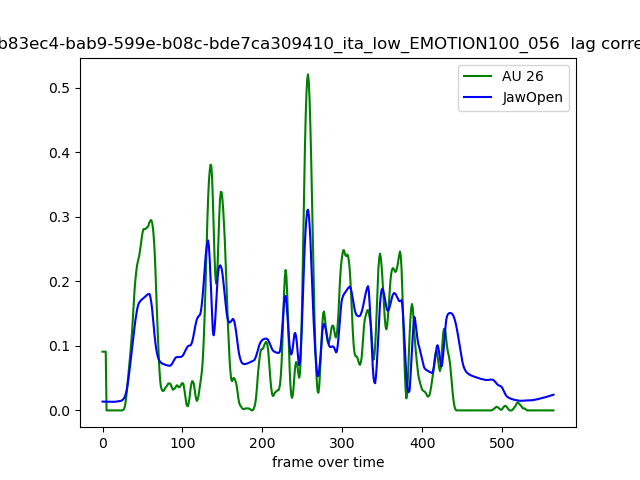 b83ec4-bab9-599e-b08c-bde7ca309410_ita_low_EMOTION100_056 lag corre
AU 26
JawOpen
0.5
0.4
0.3
0.2
0.1
0.0
0 100 200 300 400 500
frame over time